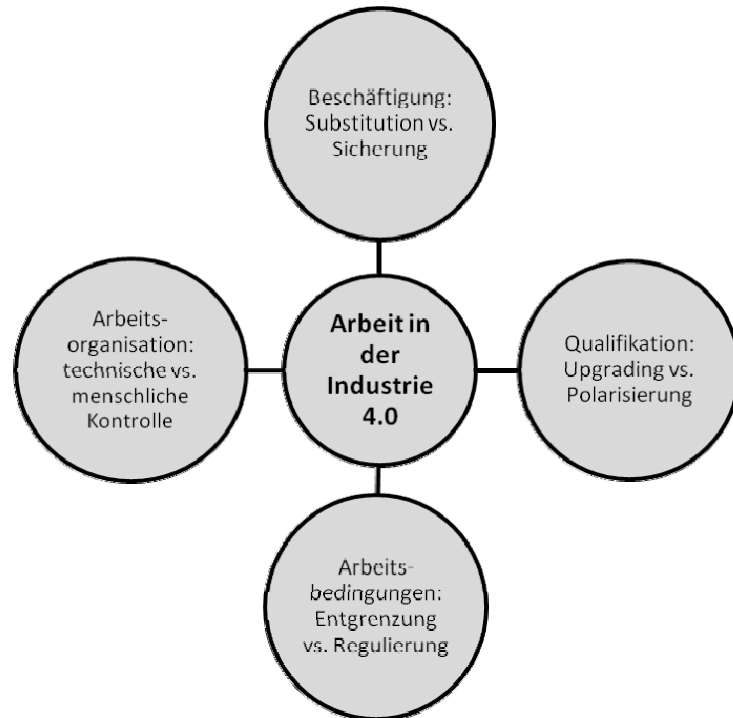 Beschäftigung:
Substitution vs.
Sicherung
Arbeits-
organisation:
technische vs.
menschliche
Kontrolle
Arbeit in
der
Industrie
4.0
Qualifikation:
Upgrading vs.
Polarisierung
Arbeits-
bedingungen:
Entgrenzung
vs. Regulierung